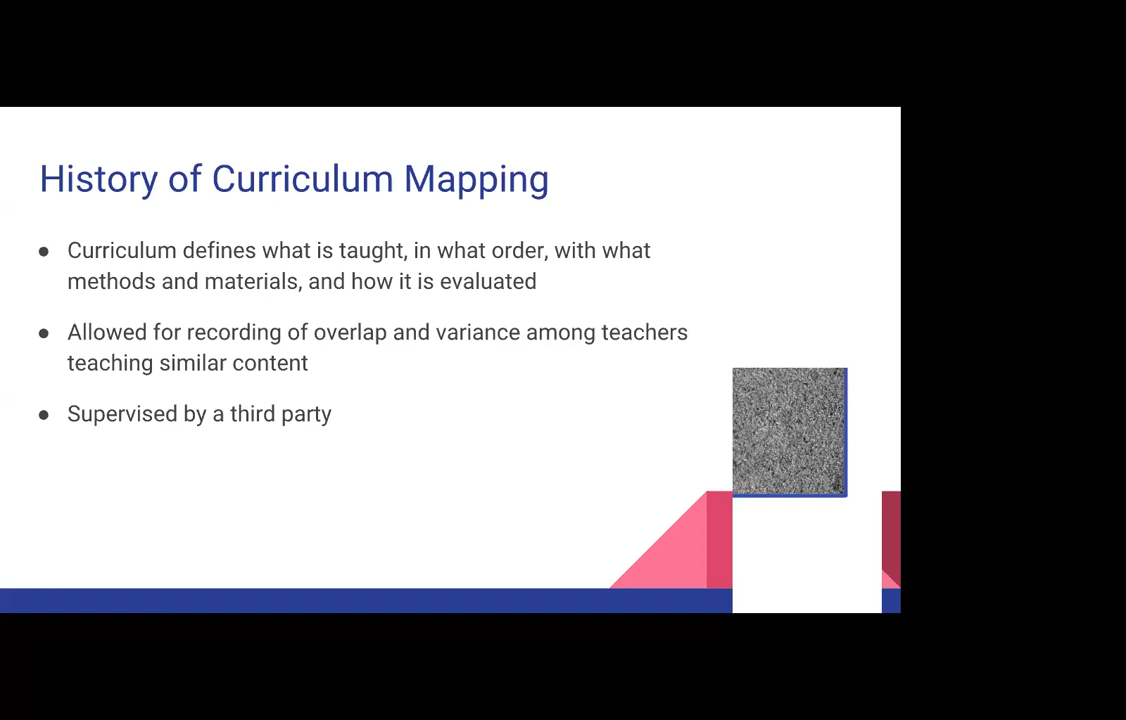 History of Curriculum Mapping
● Curriculum defines what is taught, in what order, with what
methods and materials, and how it is evaluated
● Allowed for recording of overlap and variance among teachers
teaching similar content
● Supervised by a third party